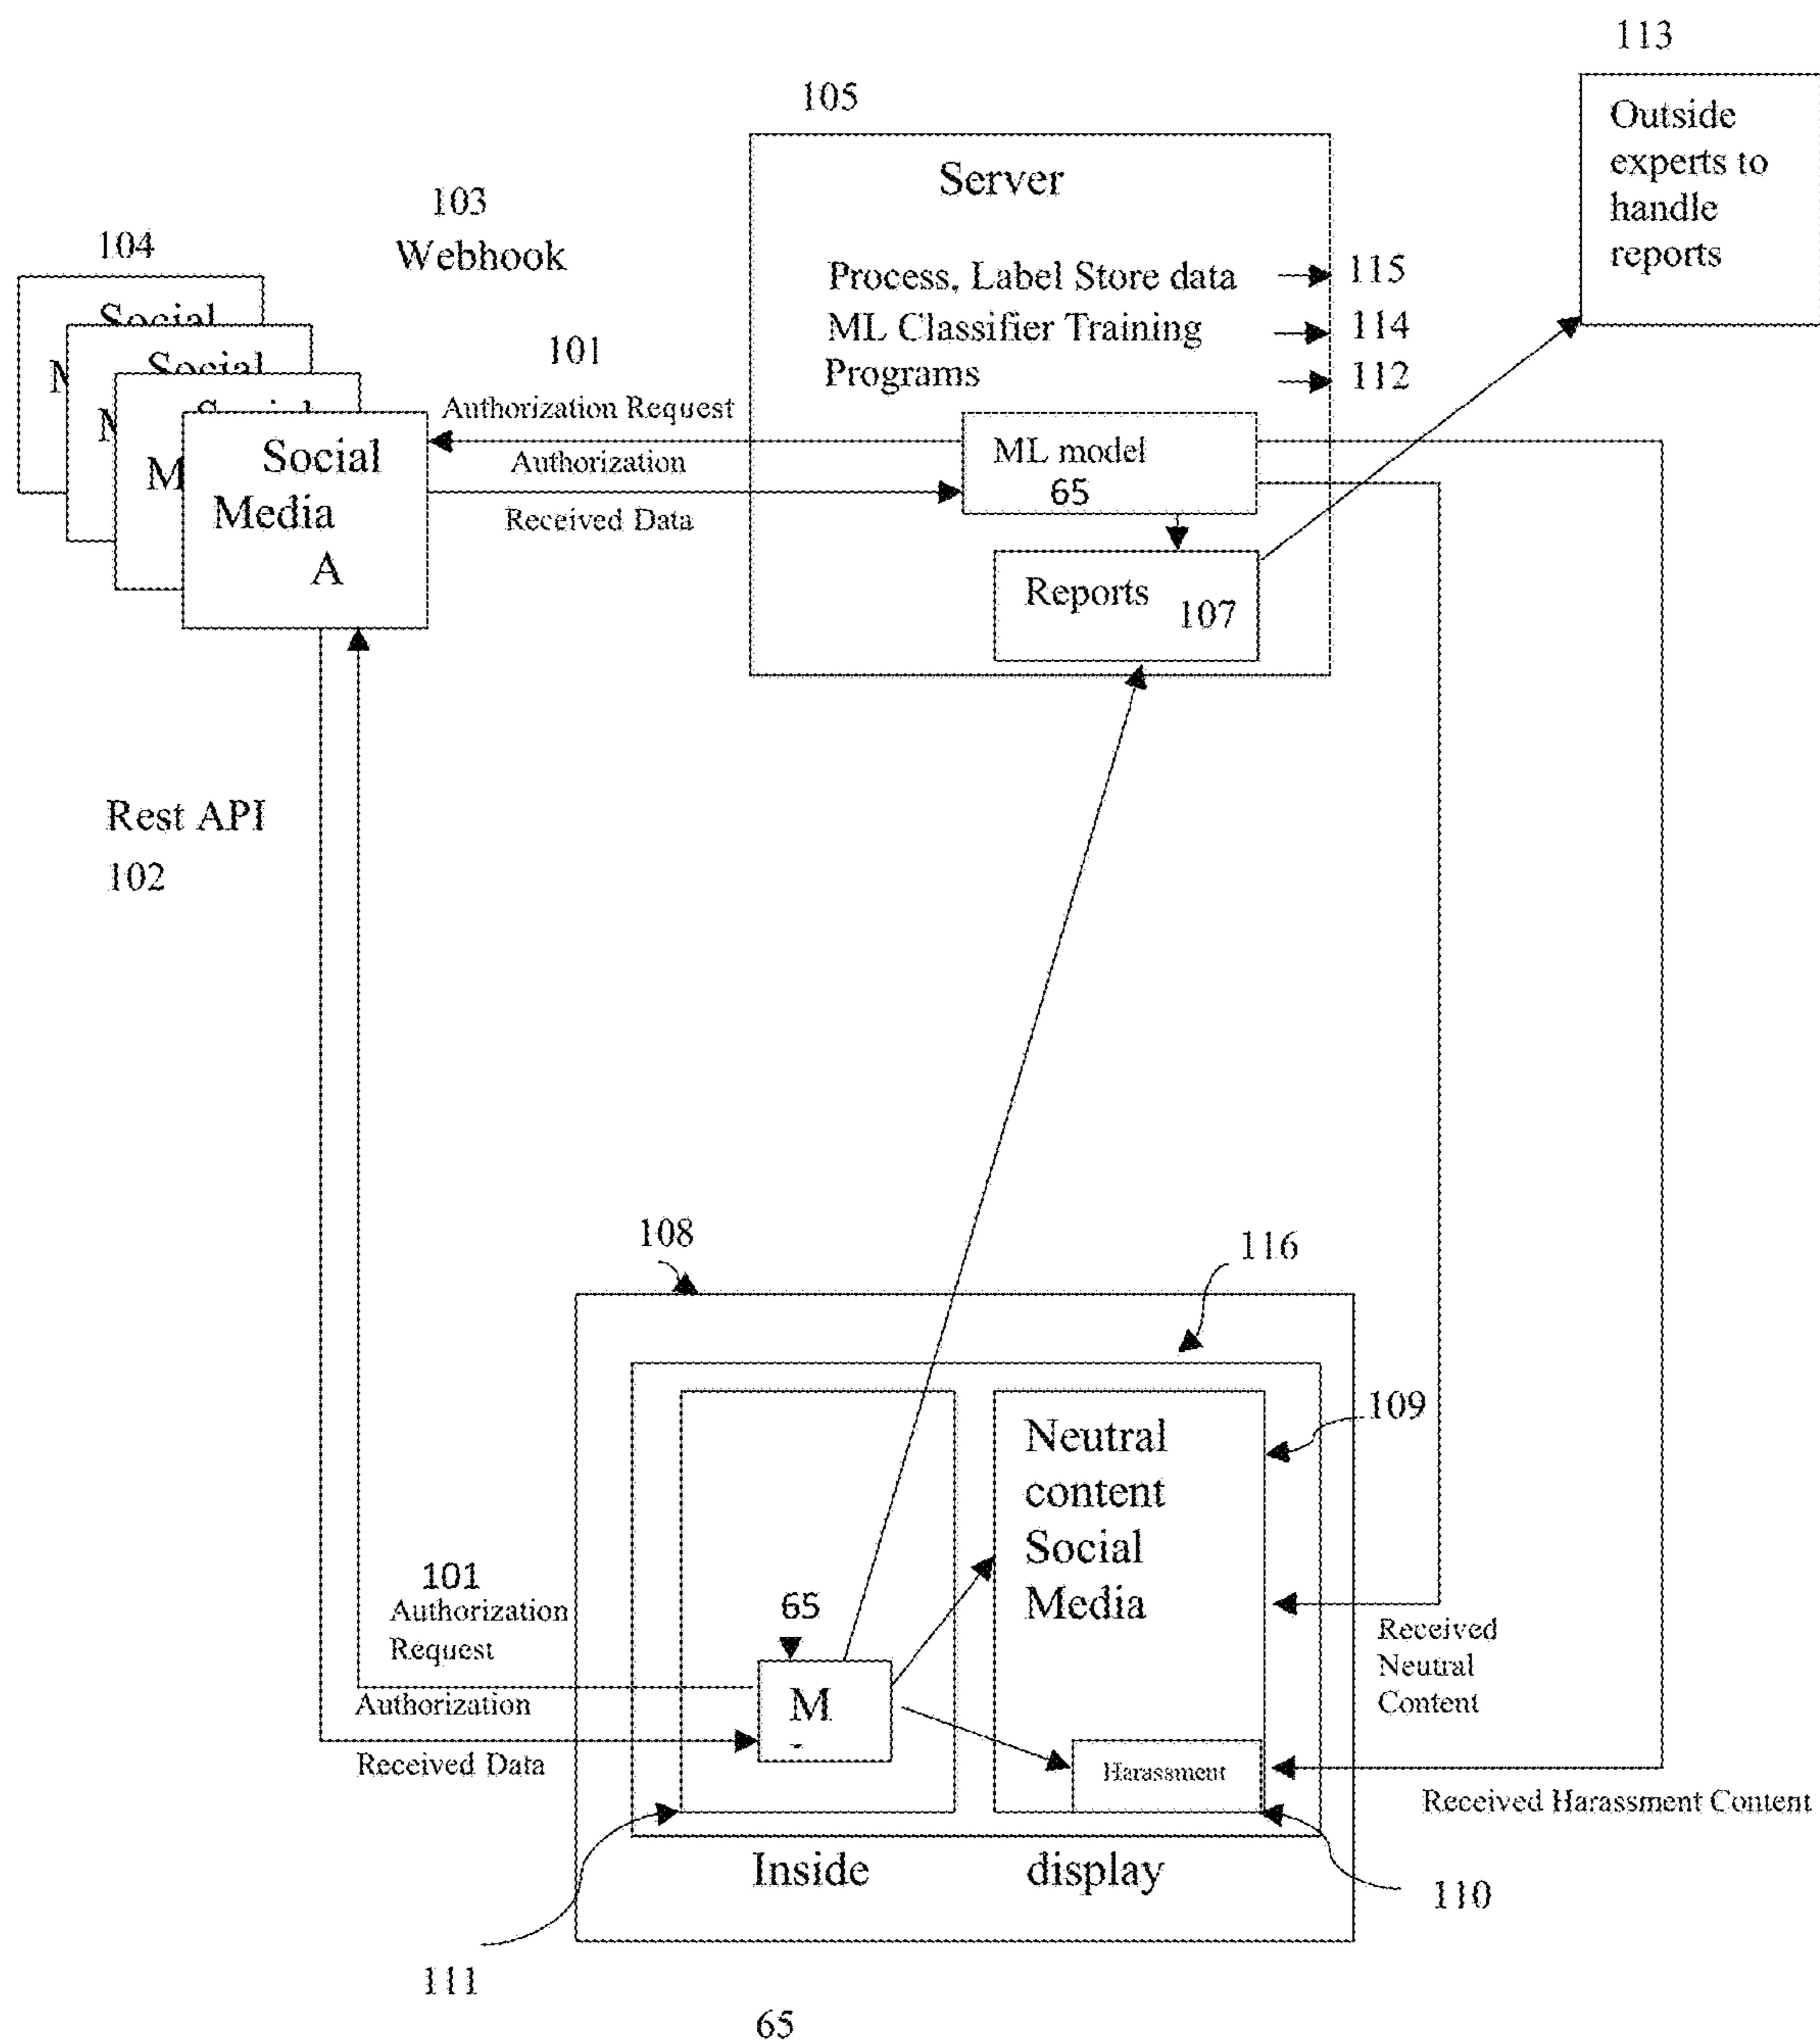 113
Outside
experts to
handle
reports
105
Server
103
Webhook
104
Social
Social
M
M
M
Social
Media
A
101
Authorization Request
Authorization
Received Data
Process, Label Store data
115
ML Classifier Training
114
Programs
112
ML model
65
Reports
107
Rest API
102
108
116
109
Neutral
content
Social
Media
101
Authorization
Request
Authorization
Received Data
65
M
Harassment
Received
Neutral
Content
Received Harassment Content
Inside
display
110
111
65